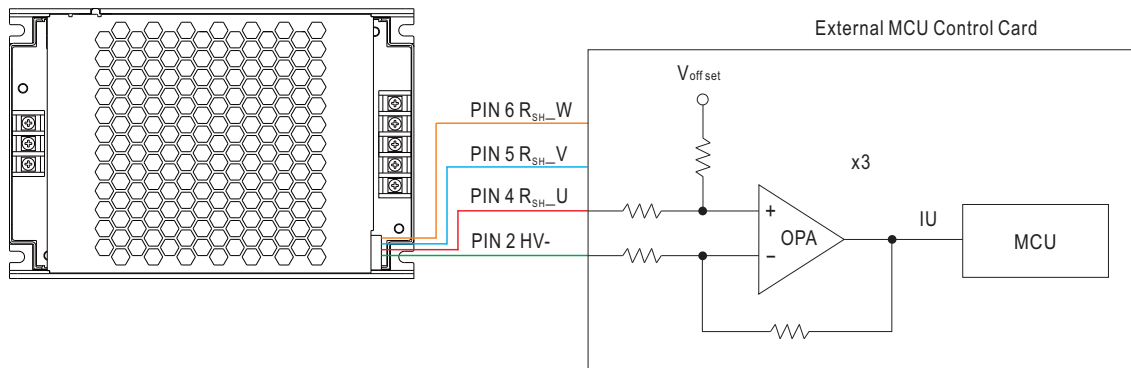 External MCU Control Card
Voffset
PIN 6 RSH_W
PIN 5 RSH_V
x3
PIN 4 RSH_U
+
OPA
IU
MCU
PIN 2 HV-
−